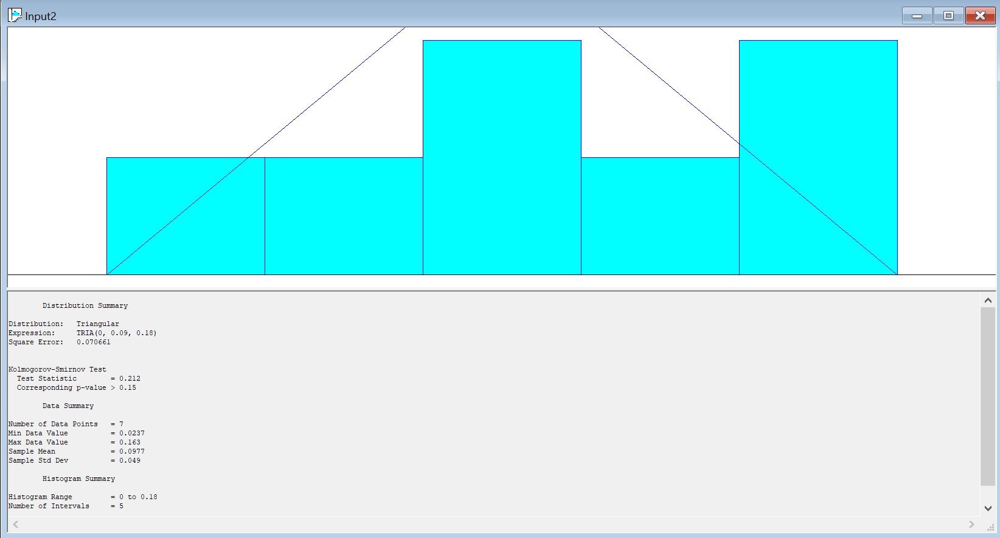 Input2
Distribution Summary
Distribution: Triangular
Expression: TRIA(0, 0.09, 0.18)
Square Error: 0.070661
Kolmogorov-Smirnov Test
Test Statistic = 0.212
Corresponding p-value > 0.15
Data Summary
Number of Data Points = 7
Min Data Value = 0.0237
Max Data Value = 0.163
Sample Mean = 0.0977
Sample Std Dev = 0.049
Histogram Summary
Histogram Range = 0 to 0.18
Number of Intervals = 5